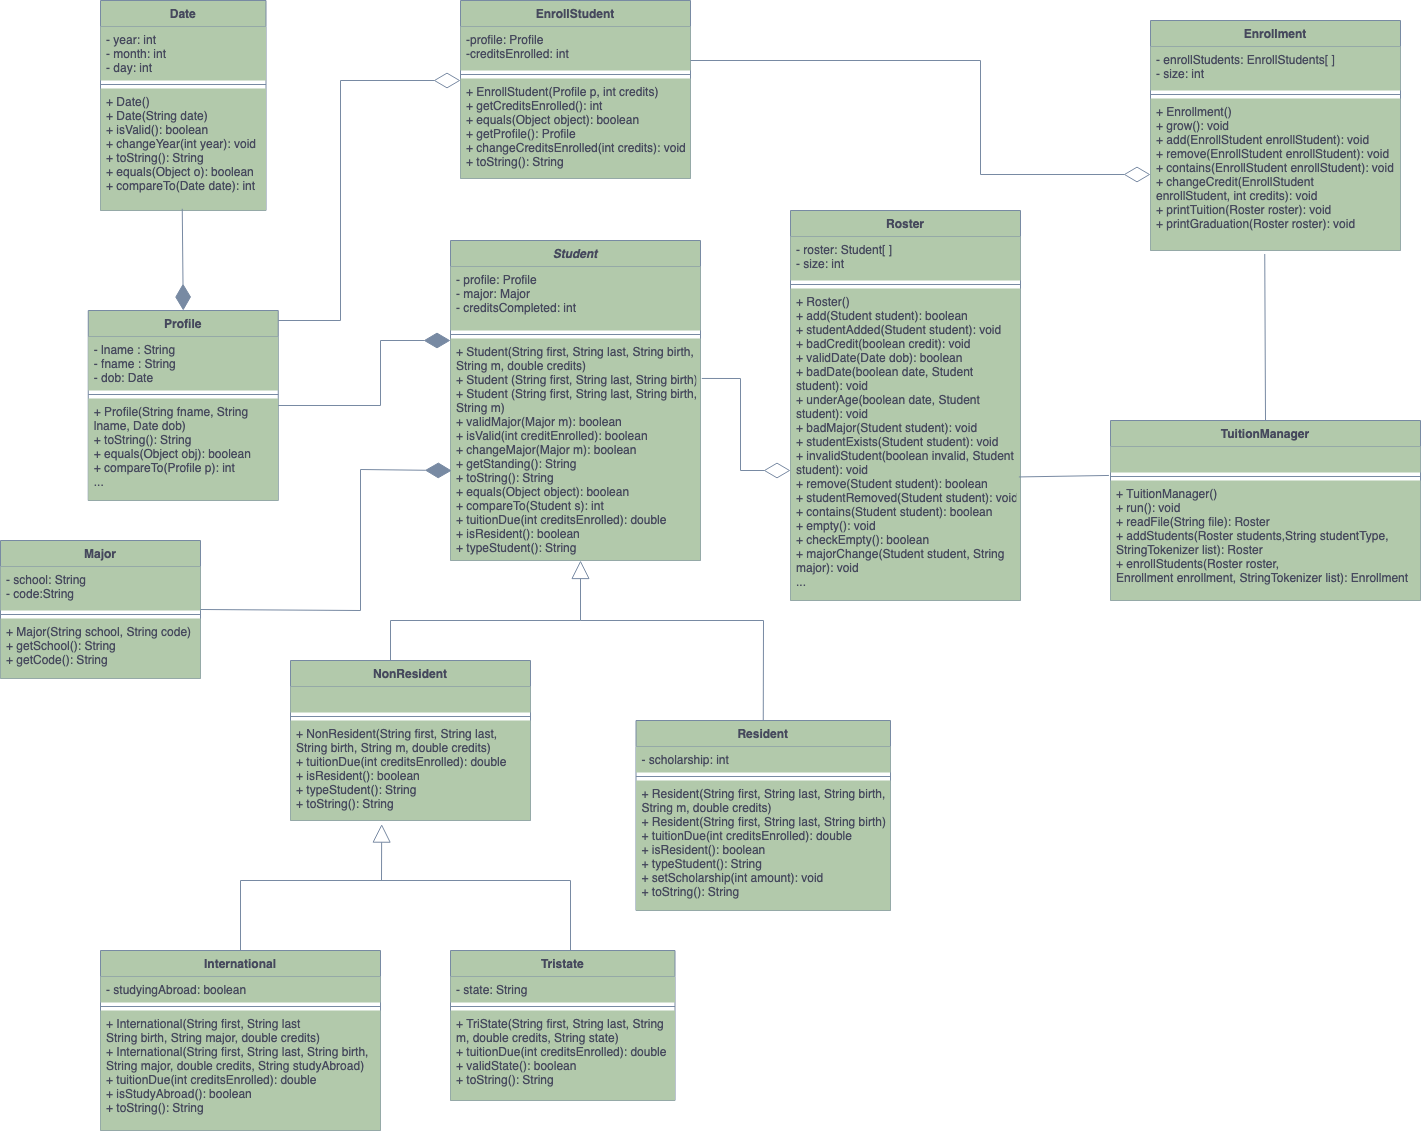 Date
- year: int
- month: int
- day: int
+ Date()
+ Date(String date)
+ isValid(): boolean
+ changeYear(int year): void
+ toString(): String
+ equals(Object o): boolean
+ compareTo(Date date): int
EnrollStudent
-profile: Profile
-creditsEnrolled: int
+ EnrollStudent(Profile p, int credits)
+ getCreditsEnrolled(): int
+ equals(Object object): boolean
+ getProfile(): Profile
+ changeCreditsEnrolled(int credits): void
+ toString(): String
Enrollment
- enrollStudents: EnrollStudents[ ]
- size: int
+ Enrollment()
+ grow(): void
+ add(EnrollStudent enrollStudent): void
+ remove(EnrollStudent enrollStudent): void
+ contains(EnrollStudent enrollStudent): void
+ changeCredit(EnrollStudent
enrollStudent, int credits): void
+ printTuition(Roster roster): void
+ printGraduation(Roster roster): void
Profile
- lname : String
- fname : String
- dob: Date
+ Profile(String fname, String
lname, Date dob)
+ toString(): String
+ equals(Object obj): boolean
+ compareTo(Profile p): int
...
Student
- profile: Profile
- major: Major
- creditsCompleted: int
+ Student(String first, String last, String birth,
String m, double credits)
+ Student (String first, String last, String birth)
+ Student (String first, String last, String birth,
String m)
+ validMajor(Major m): boolean
+ isValid(int creditEnrolled): boolean
+ changeMajor(Major m): boolean
+ getStanding(): String
+ toString(): String
+ equals(Object object): boolean
+ compareTo(Student s): int
+ tuitionDue(int creditsEnrolled): double
+ isResident(): boolean
+ typeStudent(): String
Roster
- roster: Student[ ]
- size: int
+ Roster()
+ add(Student student): boolean
+ studentAdded(Student student): void
+ badCredit(boolean credit): void
+ validDate(Date dob): boolean
+ badDate(boolean date, Student
student): void
+ underAge(boolean date, Student
student): void
+ badMajor(Student student): void
+ studentExists(Student student): void
+ invalidStudent(boolean invalid, Student
student): void
+ remove(Student student): boolean
+ studentRemoved(Student student): void
+ contains(Student student): boolean
+ empty(): void
+ checkEmpty(): boolean
+ majorChange(Student student, String
major): void
...
TuitionManager
+ TuitionManager()
+ run(): void
+ readFile(String file): Roster
+ addStudents(Roster students,String studentType,
StringTokenizer list): Roster
+ enrollStudents(Roster roster,
Enrollment enrollment, StringTokenizer list): Enrollment
Major
- school: String
- code:String
+ Major(String school, String code)
+ getSchool(): String
+ getCode(): String
NonResident
+ NonResident(String first, String last,
String birth, String m, double credits)
+ tuitionDue(int creditsEnrolled): double
+ isResident(): boolean
+ typeStudent(): String
+ toString(): String
Resident
- scholarship: int
+ Resident(String first, String last, String birth,
String m, double credits)
+ Resident(String first, String last, String birth)
+ tuitionDue(int creditsEnrolled): double
+ isResident(): boolean
+ typeStudent(): String
+ setScholarship(int amount): void
+ toString(): String
International
- studyingAbroad: boolean
+ International(String first, String last
String birth, String major, double credits)
+ International(String first, String last, String birth,
String major, double credits, String studyAbroad)
+ tuitionDue(int creditsEnrolled): double
+ isStudyAbroad(): boolean
+ toString(): String
Tristate
- state: String
+ TriState(String first, String last, String
m, double credits, String state)
+ tuitionDue(int creditsEnrolled): double
+ validState(): boolean
+ toString(): String